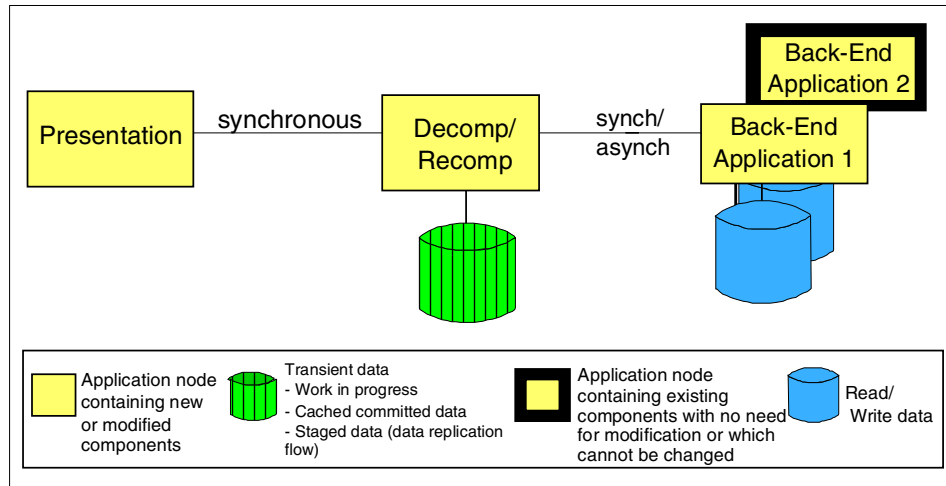 Back-End
Application 2
Presentation
synchronous
Decomp/
Recomp
synch/
asynch
Back-End
Application 1
Application node
containing new
or modified
components
Transient data
- Work in progress
- Cached committed data
- Staged data (data replication
flow)
Application node
containing existing
components with no need
for modification or which
cannot be changed
Read/
Write data